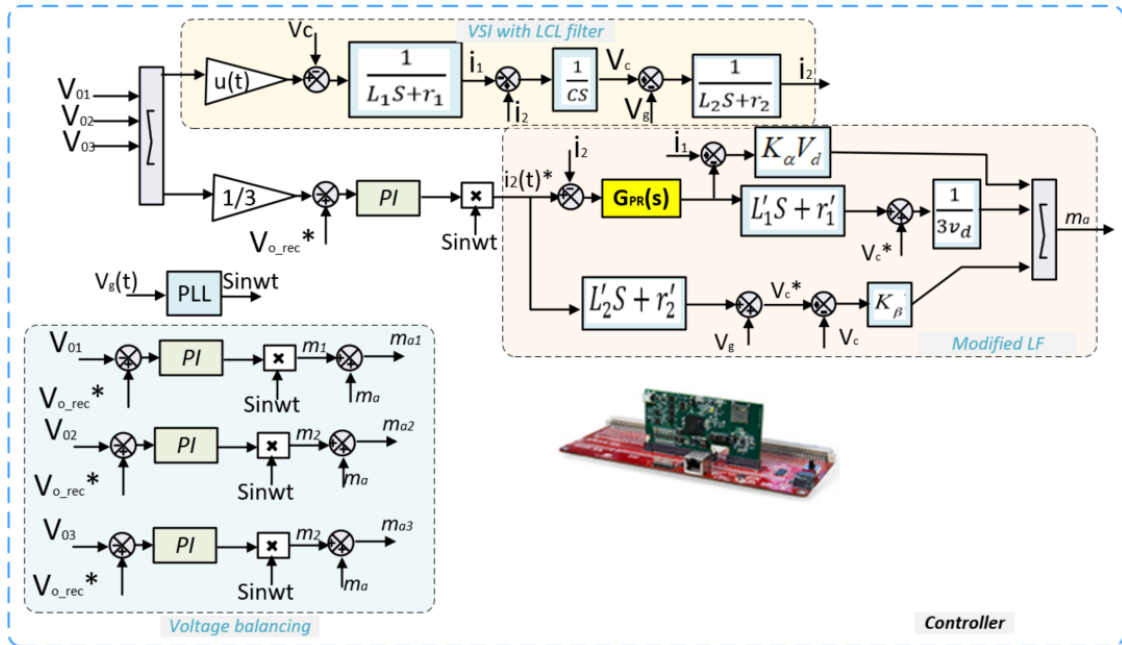 VSI with LCL filter
Vc
V01
V02
V03
Σ
u(t)
1 / L1S+r1
i1
i2
1 / CS
Vc
Vg
1 / L2S+r2
i2
1/3
Vo_rec*
PI
×
Sinwt
i2(t)*
i2
GPR(s)
i1
KαVd
L′1S + r′1
Vc*
1 / 3vd
Σ
ma
L′2S + r′2
Vg
Vc*
Vc
Kβ
Modified LF
Vg(t)
PLL
Sinwt
V01
Vo_rec*
PI
×
Sinwt
m1
ma
ma1
V02
Vo_rec*
PI
×
Sinwt
m2
ma
ma2
V03
Vo_rec*
PI
×
Sinwt
m2
ma
ma3
Voltage balancing
Controller